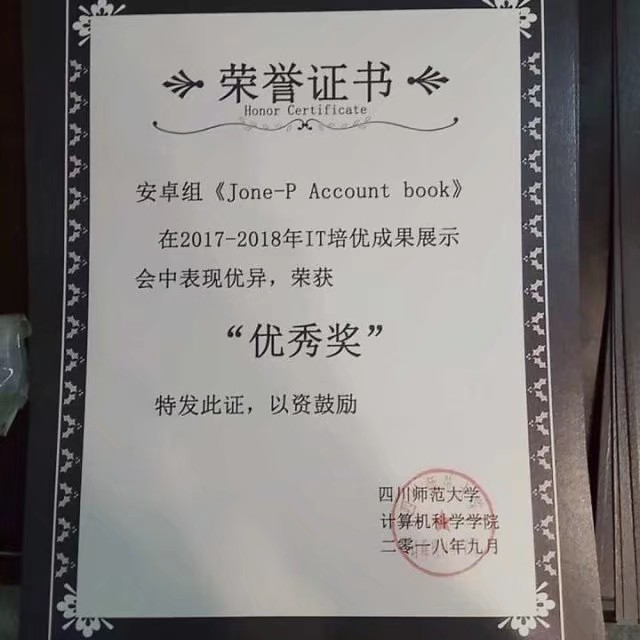 荣誉证书
Honor Certificate
安卓组《Jone-P Account book》
在2017-2018年IT培优成果展示
会中表现优异，荣获
“优秀奖”
特发此证，以资鼓励
四川师范大学
计算机科学学院
二零一八年九月